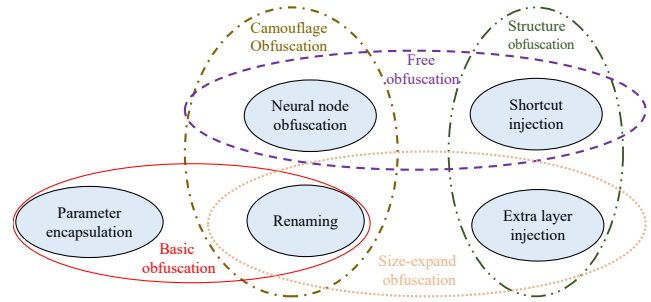 Camouflage
Obfuscation
Structure
obfuscation
Free
obfuscation
Neural node
obfuscation
Shortcut
injection
Parameter
encapsulation
Renaming
Extra layer
injection
Basic
obfuscation
Size-expand
obfuscation